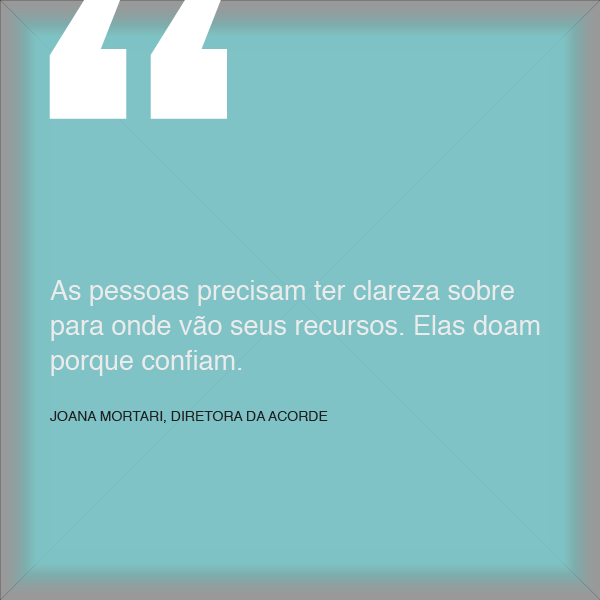 “
As pessoas precisam ter clareza sobre
para onde vão seus recursos. Elas doam
porque confiam.
JOANA MORTARI, DIRETORA DA ACORDE